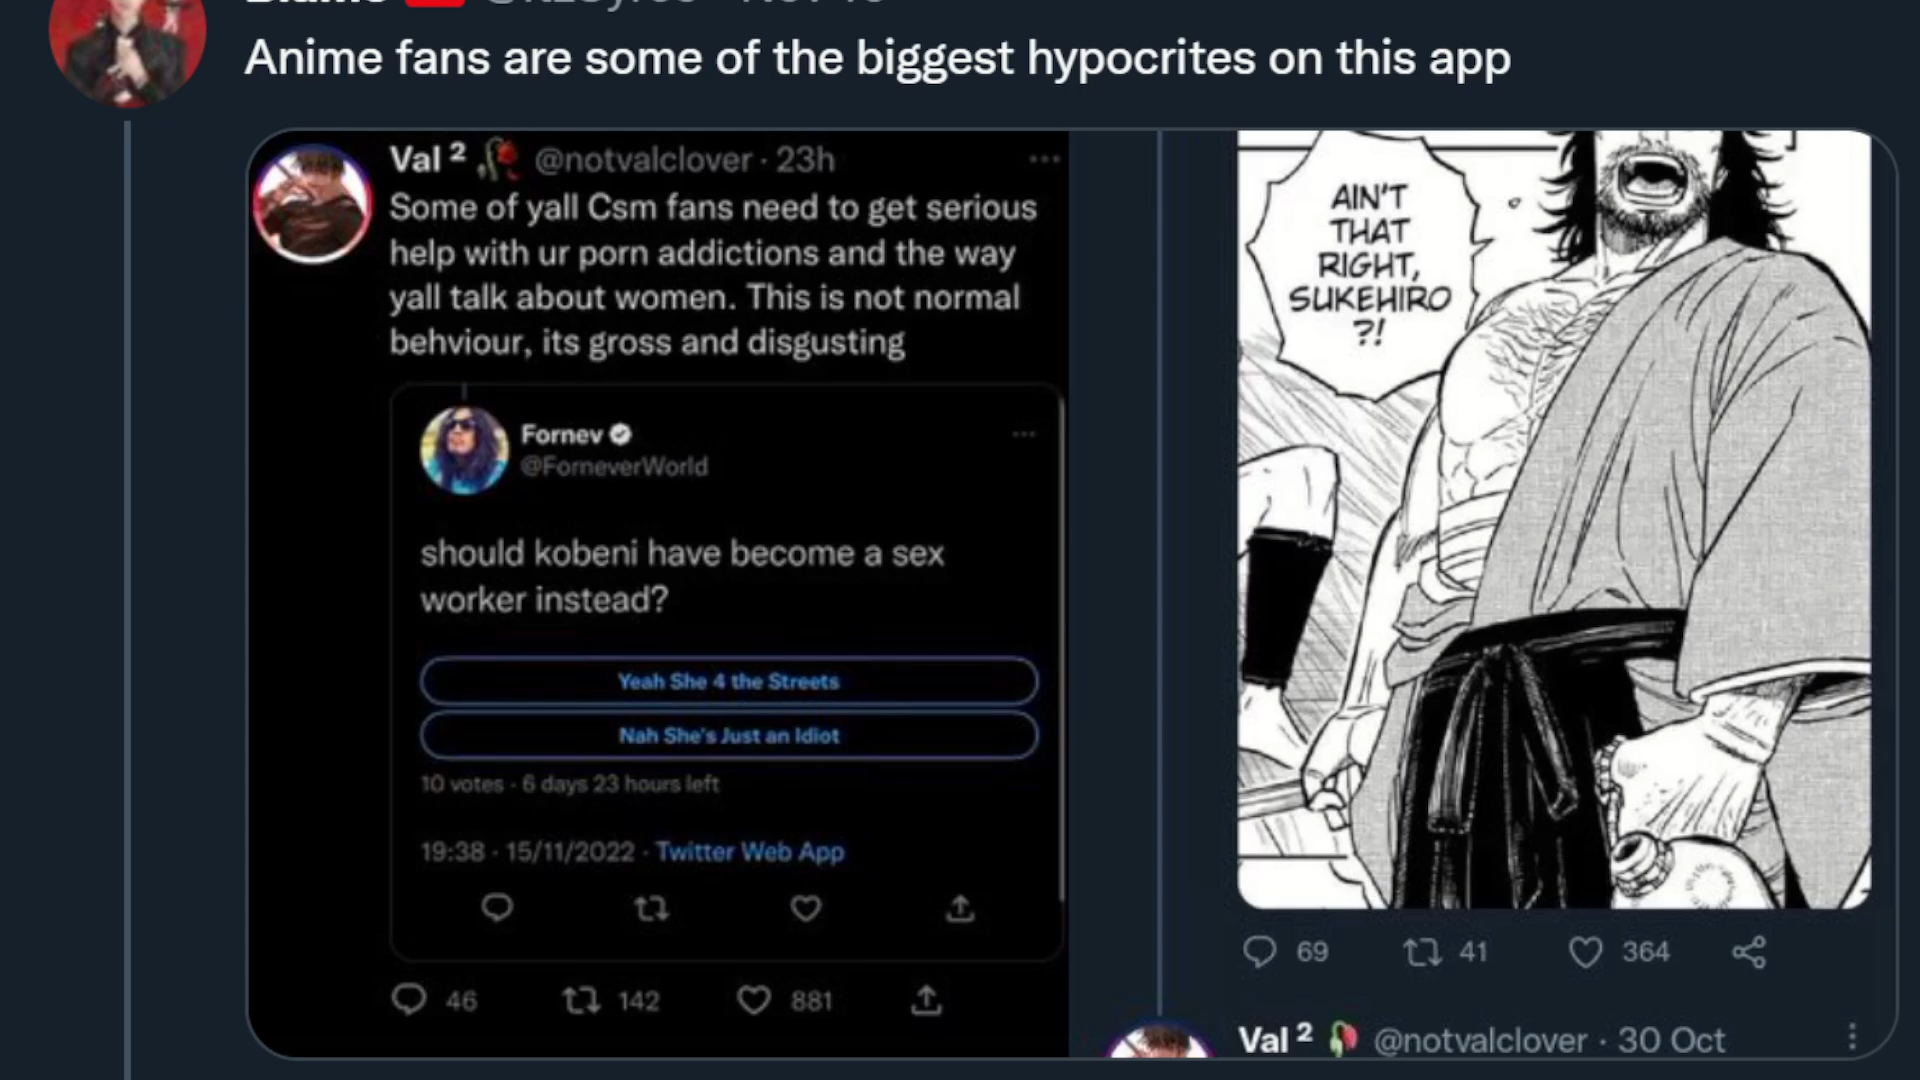 Anime fans are some of the biggest hypocrites on this app
Val ² @notvalclover · 23h
Some of yall Csm fans need to get serious
help with ur porn addictions and the way
yall talk about women. This is not normal
behviour, its gross and disgusting
Fornev
@ForneverWorld
should kobeni have become a sex
worker instead?
Yeah She 4 the Streets
Nah She's Just an Idiot
10 votes · 6 days 23 hours left
19:38 · 15/11/2022 · Twitter Web App
46 142 881
AIN'T
THAT
RIGHT,
SUKEHIRO
?!
69 41 364
Val ² @notvalclover · 30 Oct